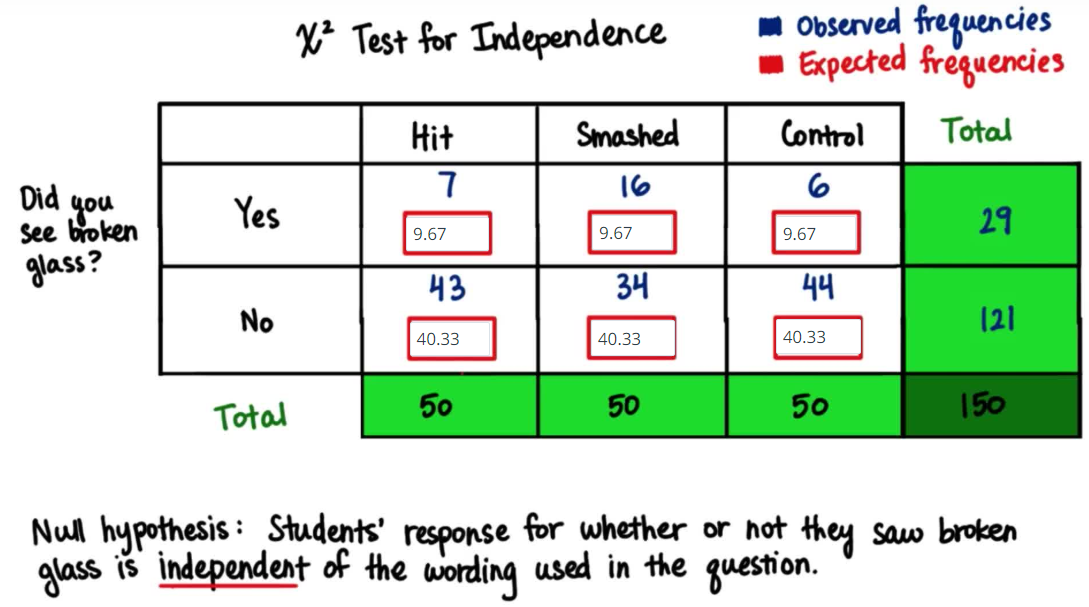 χ² Test for Independence
Observed frequencies
Expected frequencies
Hit Smashed Control Total
Did you see broken glass?
Yes 7 16 6 29
9.67 9.67 9.67
No 43 34 44 121
40.33 40.33 40.33
Total 50 50 50 150
Null hypothesis: Students' response for whether or not they saw broken
glass is independent of the wording used in the question.